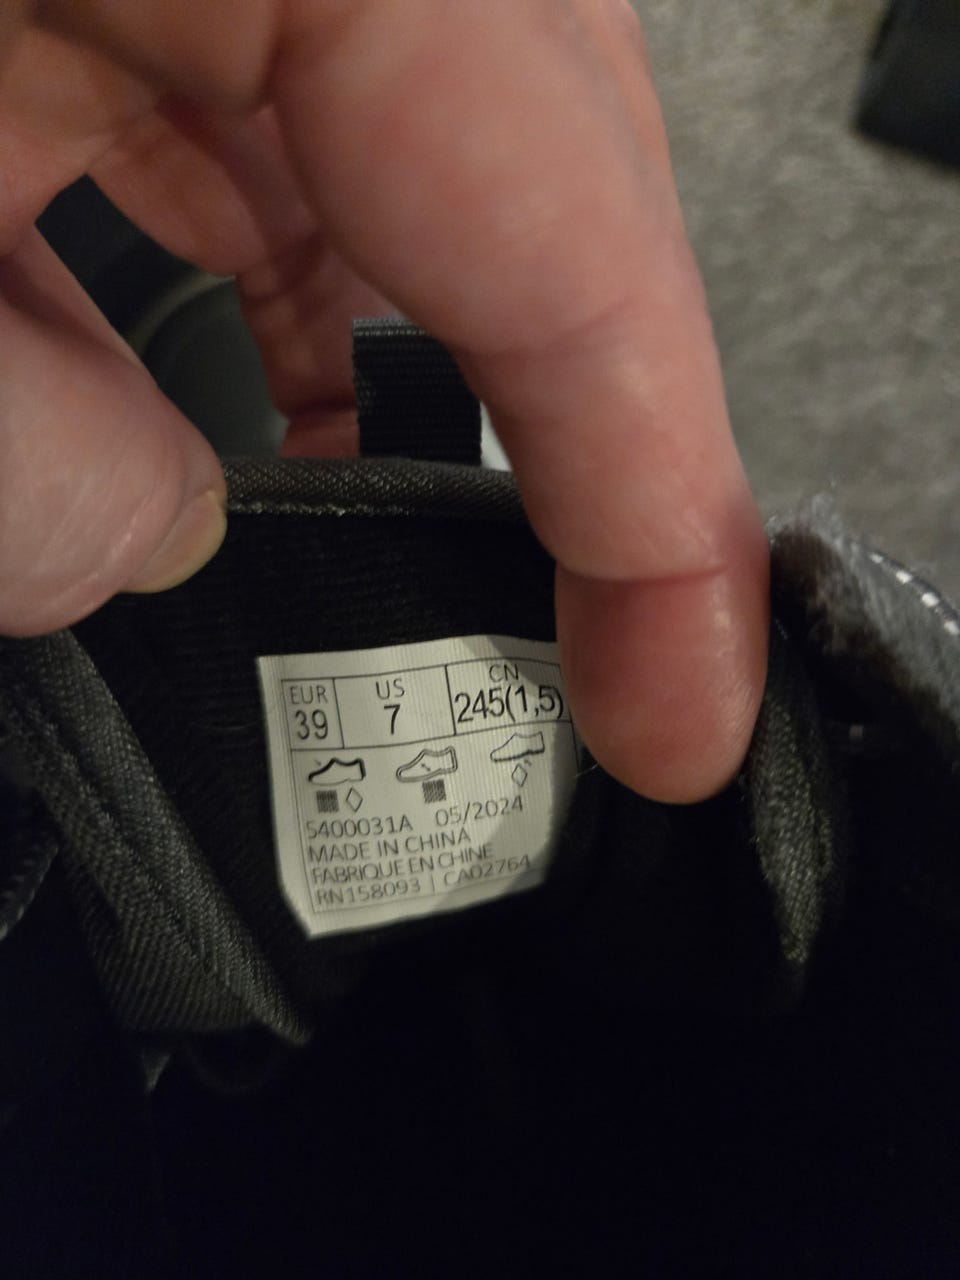 EUR US CN
39 7 245(1,5)
5400031A 05/2024
MADE IN CHINA
FABRIQUE EN CHINE
RN158093 | CA02764